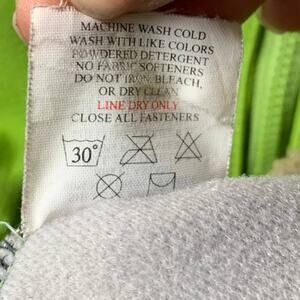 MACHINE WASH COLD
WASH WITH LIKE COLORS
POWDERED DETERGENT
NO FABRIC SOFTENERS
DO NOT IRON, BLEACH,
OR DRY CLEAN
LINE DRY ONLY
CLOSE ALL FASTENERS
30°